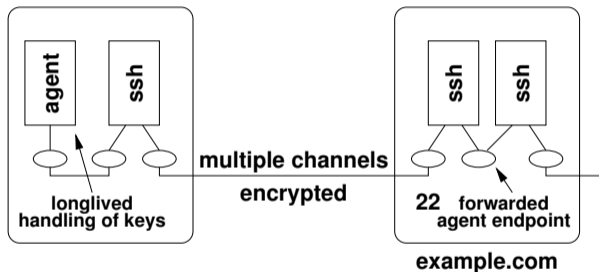 agent
ssh
ssh
ssh
multiple channels
encrypted
longlived
handling of keys
22
forwarded
agent endpoint
example.com